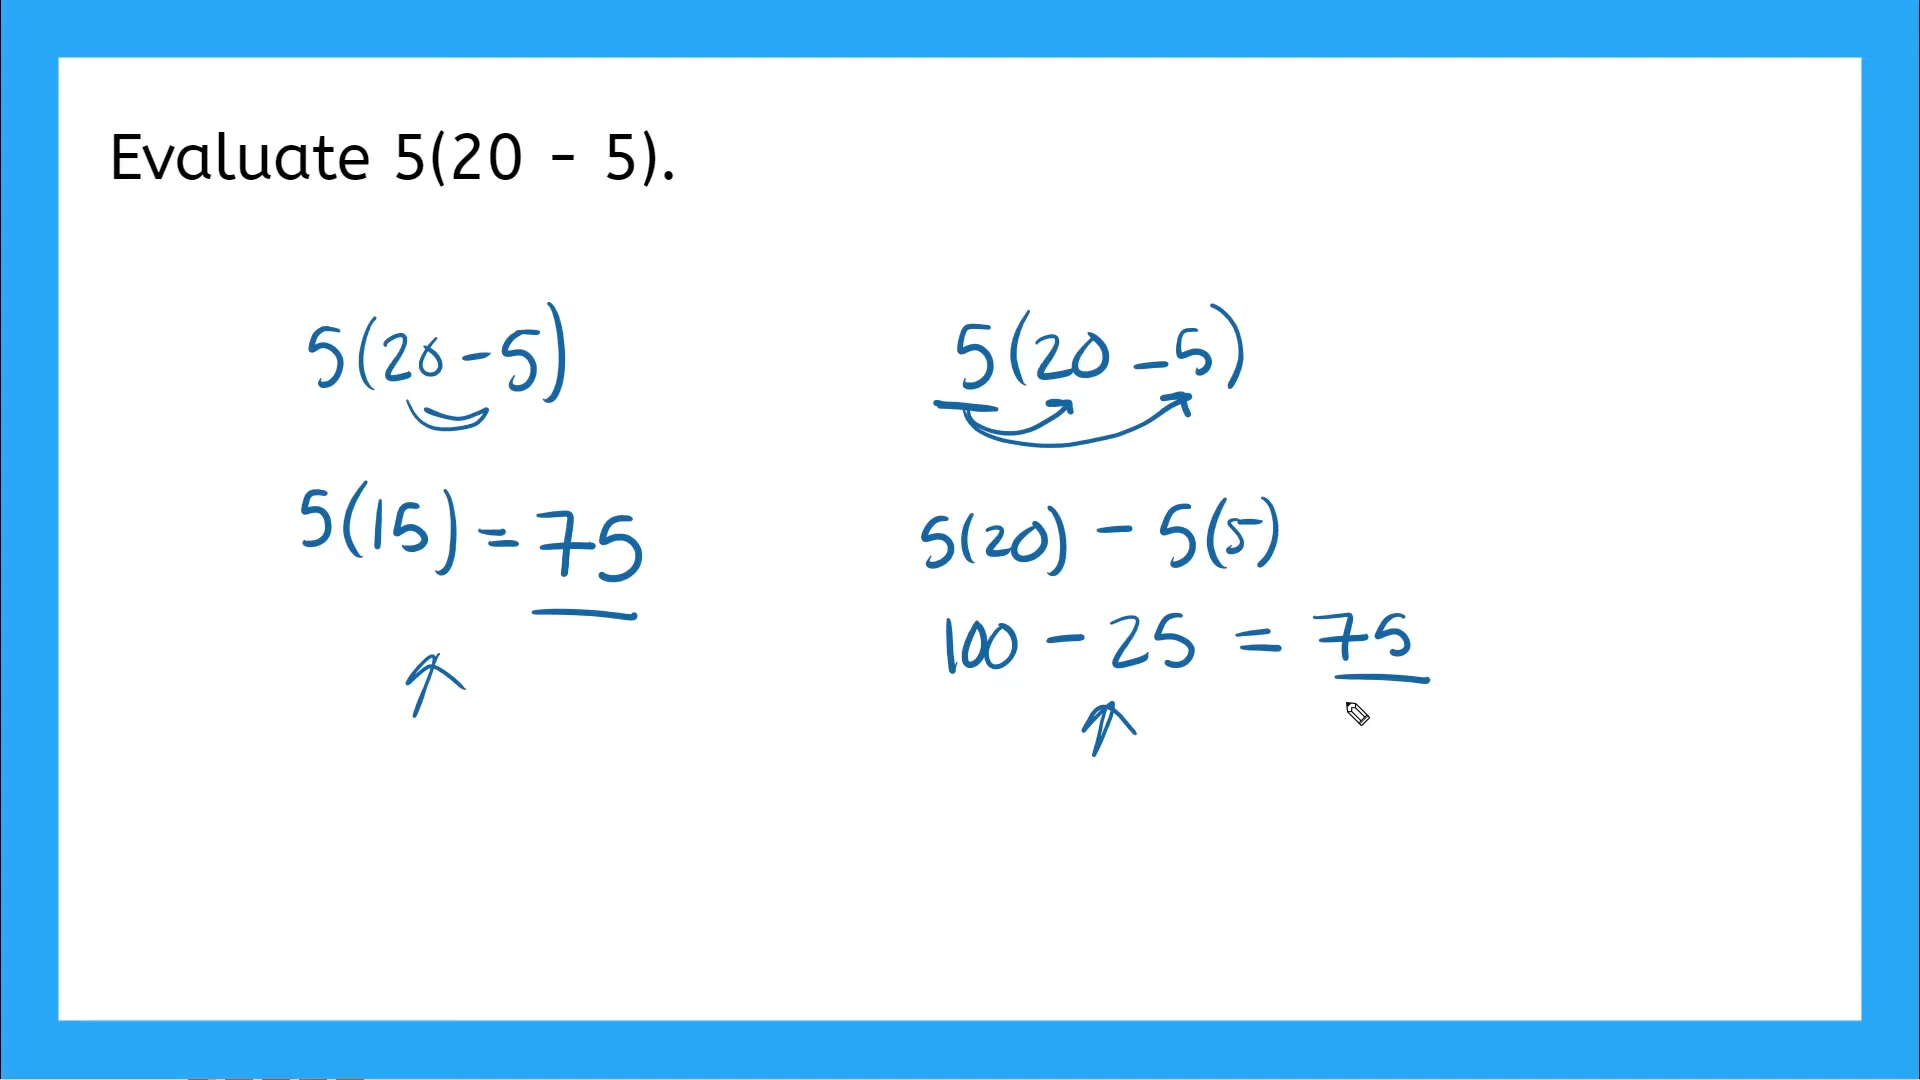 Evaluate 5(20 - 5).
5(20-5)
5(15) = 75
5(20-5)
5(20) - 5(5)
100 - 25 = 75